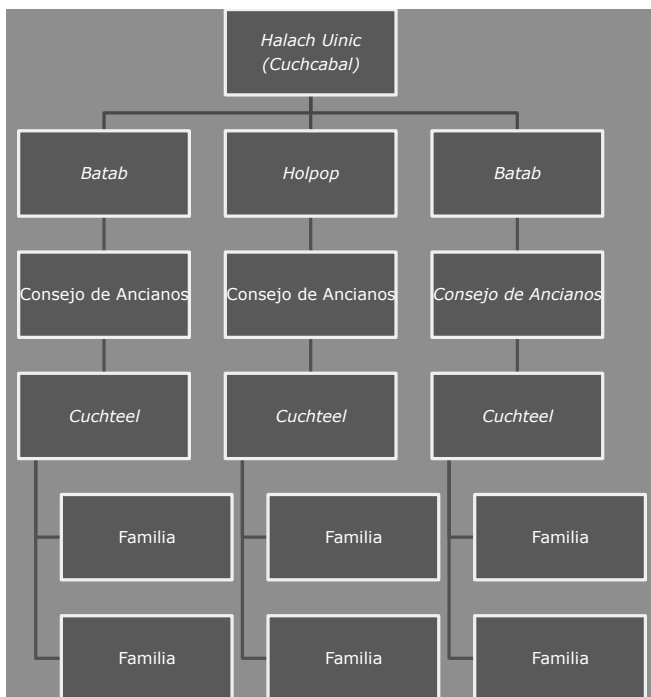 Halach Uinic
(Cuchcabal)
Batab
Holpop
Batab
Consejo de Ancianos
Consejo de Ancianos
Consejo de Ancianos
Cuchteel
Cuchteel
Cuchteel
Familia
Familia
Familia
Familia
Familia
Familia